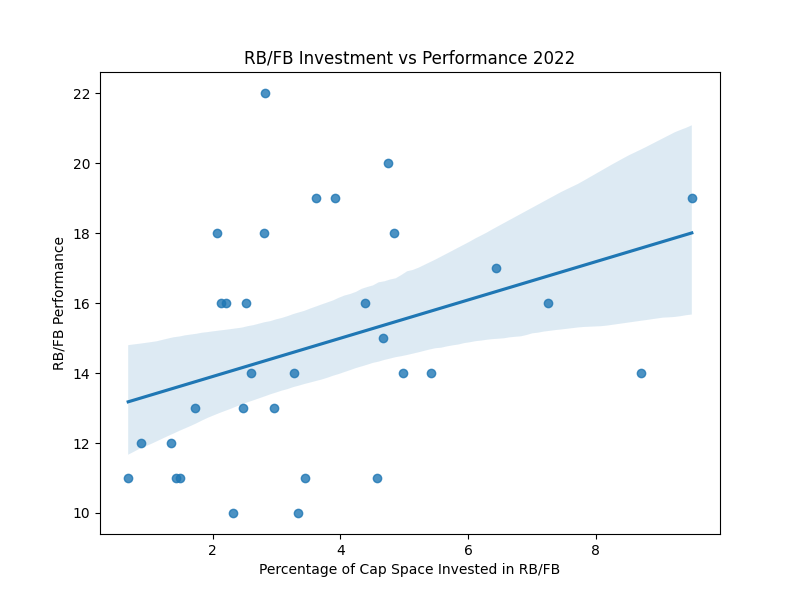 RB/FB Investment vs Performance 2022
22
20
18
16
14
12
10
RB/FB Performance
2 4 6 8
Percentage of Cap Space Invested in RB/FB